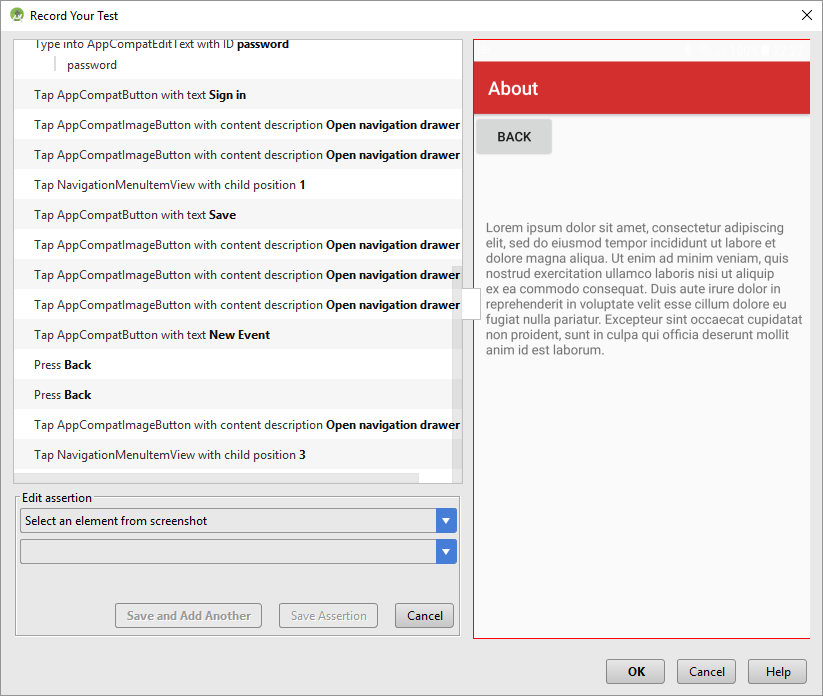 Record Your Test
Type into AppCompatEditText with ID password
password
Tap AppCompatButton with text Sign in
Tap AppCompatImageButton with content description Open navigation drawer
Tap AppCompatImageButton with content description Open navigation drawer
Tap NavigationMenuItemView with child position 1
Tap AppCompatButton with text Save
Tap AppCompatImageButton with content description Open navigation drawer
Tap AppCompatImageButton with content description Open navigation drawer
Tap AppCompatImageButton with content description Open navigation drawer
Tap AppCompatButton with text New Event
Press Back
Press Back
Tap AppCompatImageButton with content description Open navigation drawer
Tap NavigationMenuItemView with child position 3
Edit assertion
Select an element from screenshot
Save and Add Another
Save Assertion
Cancel
About
BACK
Lorem ipsum dolor sit amet, consectetur adipiscing
elit, sed do eiusmod tempor incididunt ut labore et
dolore magna aliqua. Ut enim ad minim veniam, quis
nostrud exercitation ullamco laboris nisi ut aliquip
ex ea commodo consequat. Duis aute irure dolor in
reprehenderit in voluptate velit esse cillum dolore eu
fugiat nulla pariatur. Excepteur sint occaecat cupidatat
non proident, sunt in culpa qui officia deserunt mollit
anim id est laborum.
OK
Cancel
Help